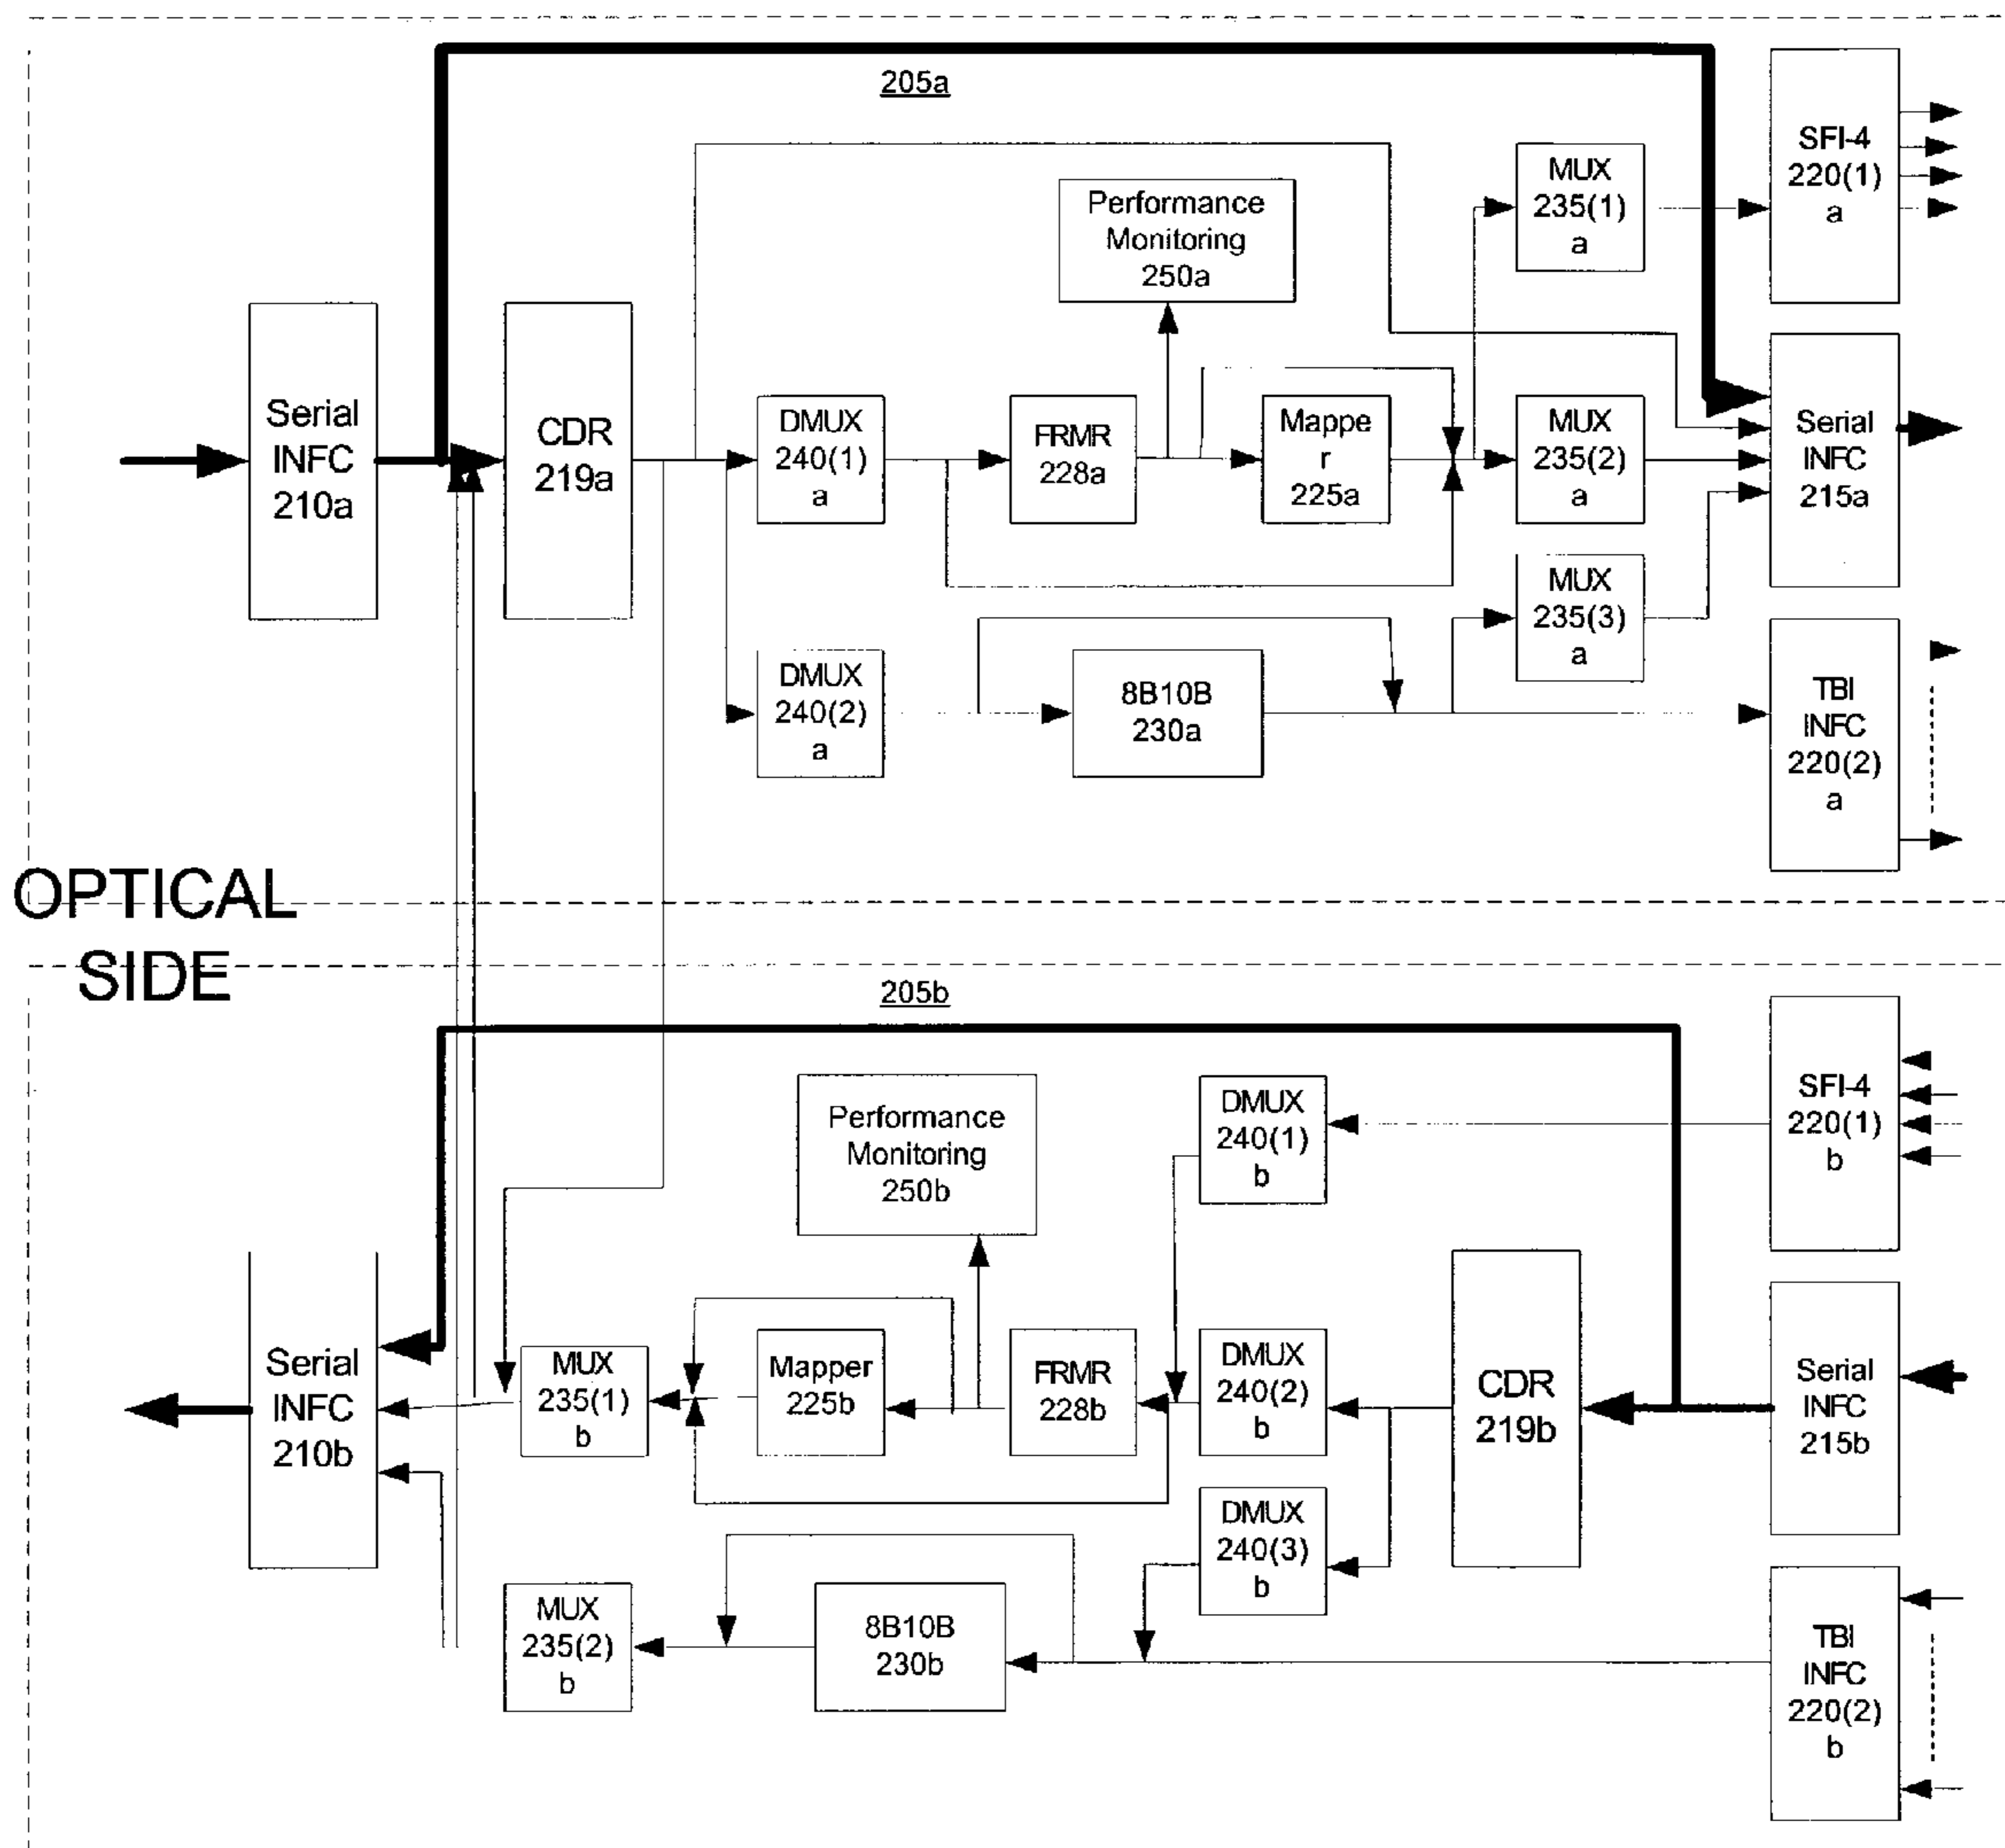 205a
SFI-4
220(1)
a
MUX
235(1)
a
Performance
Monitoring
250a
Serial
INFC
210a
CDR
219a
DMUX
240(1)
a
FRMR
228a
Mappe
r
225a
MUX
235(2)
a
Serial
INFC
215a
MUX
235(3)
a
DMUX
240(2)
a
8B10B
230a
TBI
INFC
220(2)
a
OPTICAL
SIDE
205b
SFI-4
220(1)
b
DMUX
240(1)
b
Performance
Monitoring
250b
Serial
INFC
210b
MUX
235(1)
b
Mapper
225b
FRMR
228b
DMUX
240(2)
b
CDR
219b
Serial
INFC
215b
DMUX
240(3)
b
MUX
235(2)
b
8B10B
230b
TBI
INFC
220(2)
b